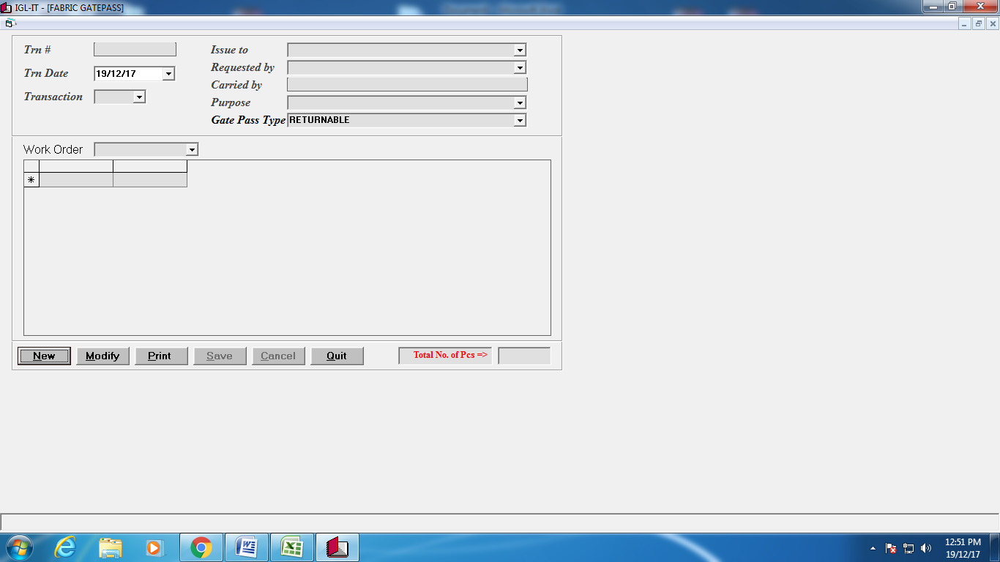 IGL-IT - [FABRIC GATEPASS]
Trn #
Issue to
Requested by
Trn Date 19/12/17
Carried by
Transaction
Purpose
Gate Pass Type RETURNABLE
Work Order
*
New Modify Print Save Cancel Quit Total No. of Pcs =>
12:51 PM
19/12/17